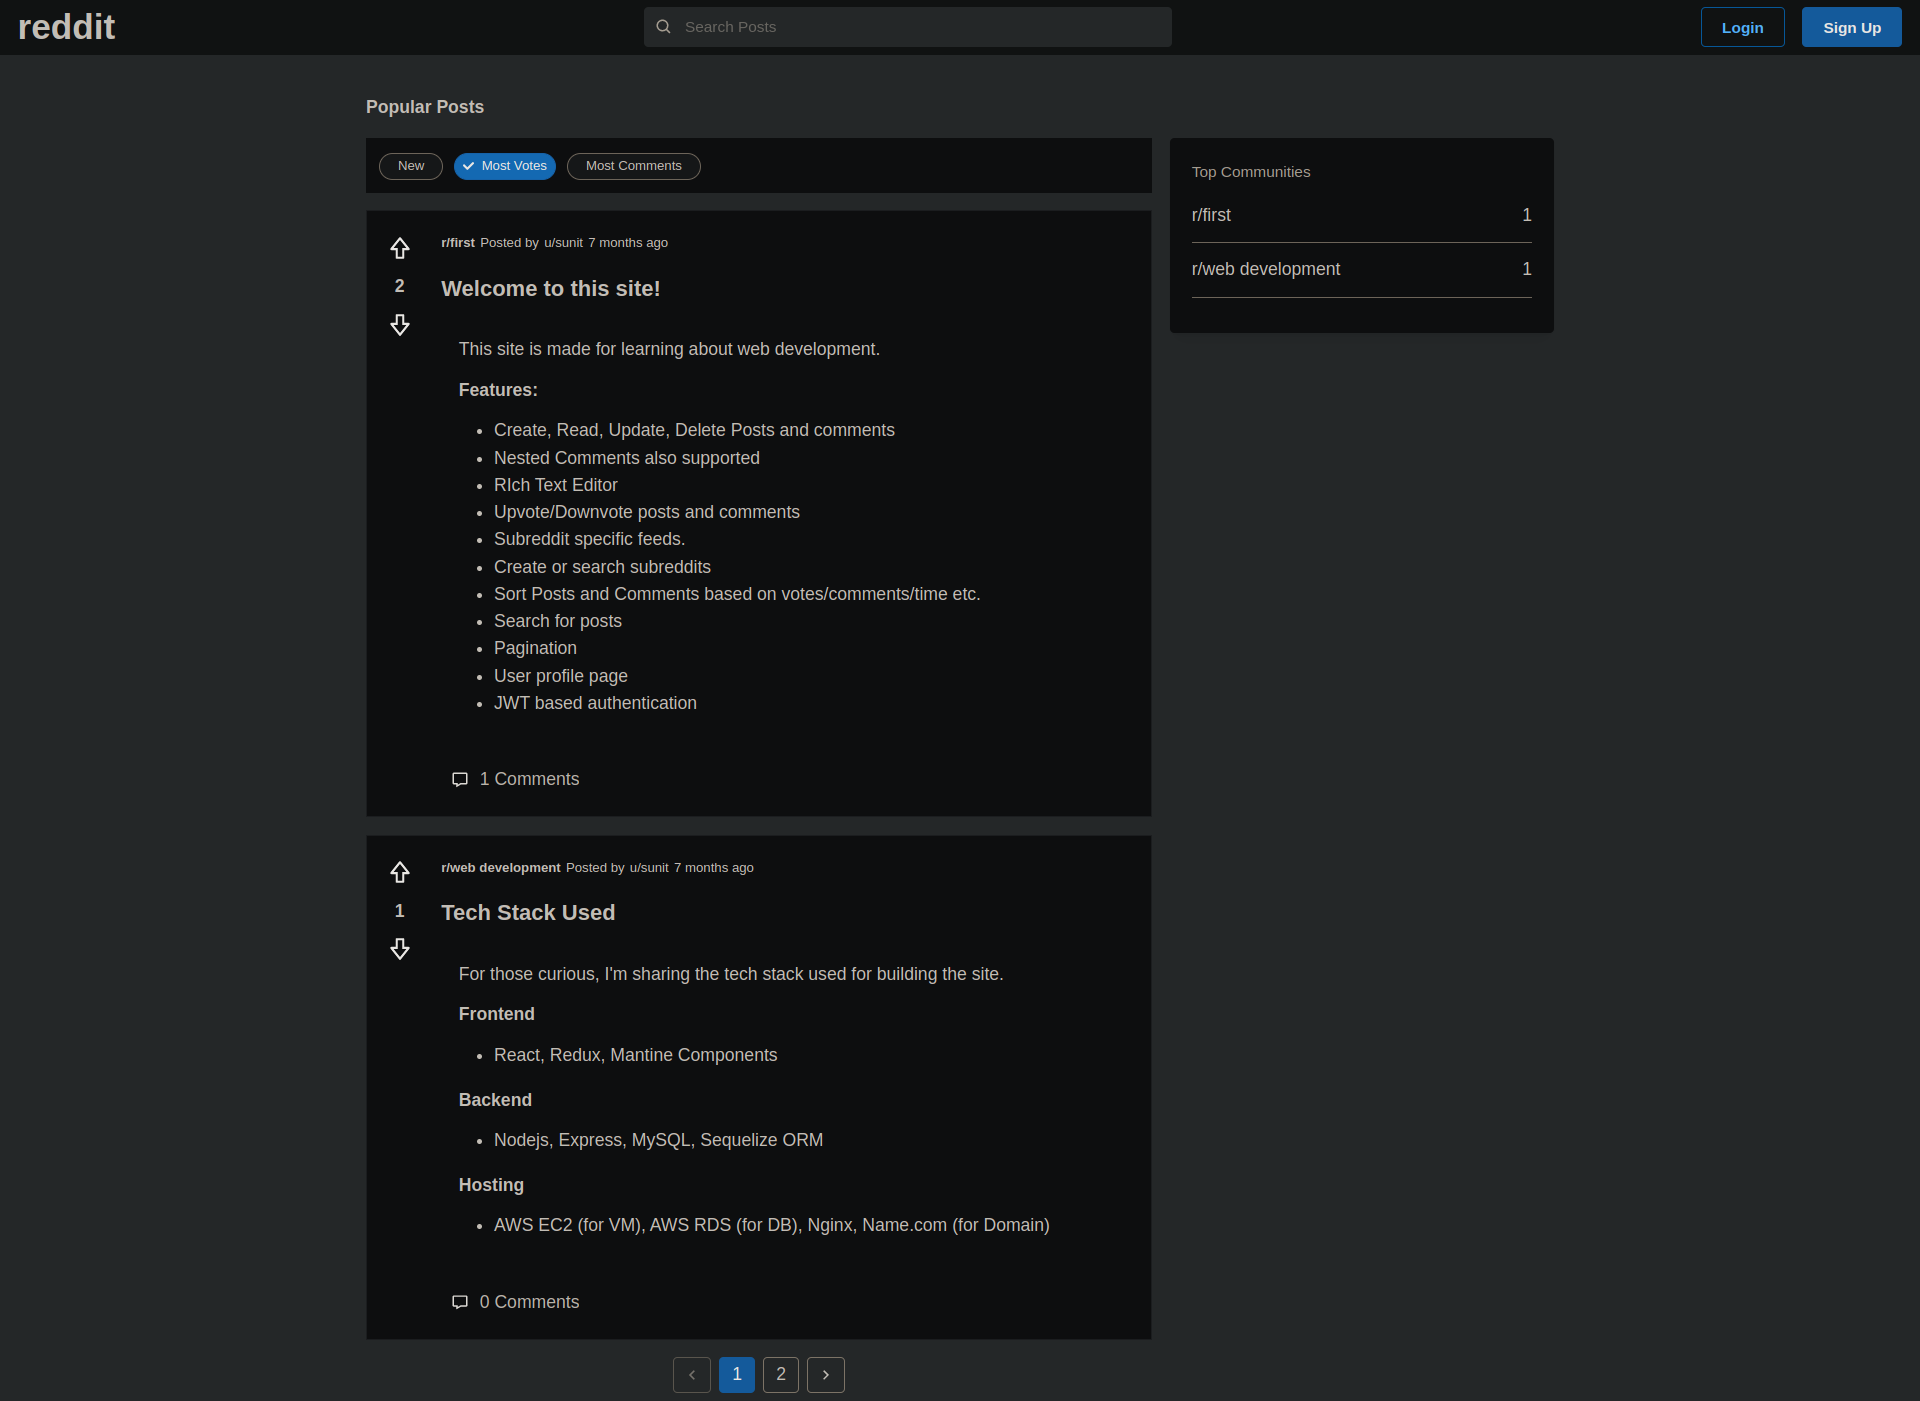 reddit
Search Posts
Login
Sign Up
Popular Posts
New
Most Votes
Most Comments
r/first Posted by u/sunit 7 months ago
2
Welcome to this site!
This site is made for learning about web development.
Features:
Create, Read, Update, Delete Posts and comments
Nested Comments also supported
RIch Text Editor
Upvote/Downvote posts and comments
Subreddit specific feeds.
Create or search subreddits
Sort Posts and Comments based on votes/comments/time etc.
Search for posts
Pagination
User profile page
JWT based authentication
1 Comments
r/web development Posted by u/sunit 7 months ago
1
Tech Stack Used
For those curious, I'm sharing the tech stack used for building the site.
Frontend
React, Redux, Mantine Components
Backend
Nodejs, Express, MySQL, Sequelize ORM
Hosting
AWS EC2 (for VM), AWS RDS (for DB), Nginx, Name.com (for Domain)
0 Comments
1
2
Top Communities
r/first 1
r/web development 1